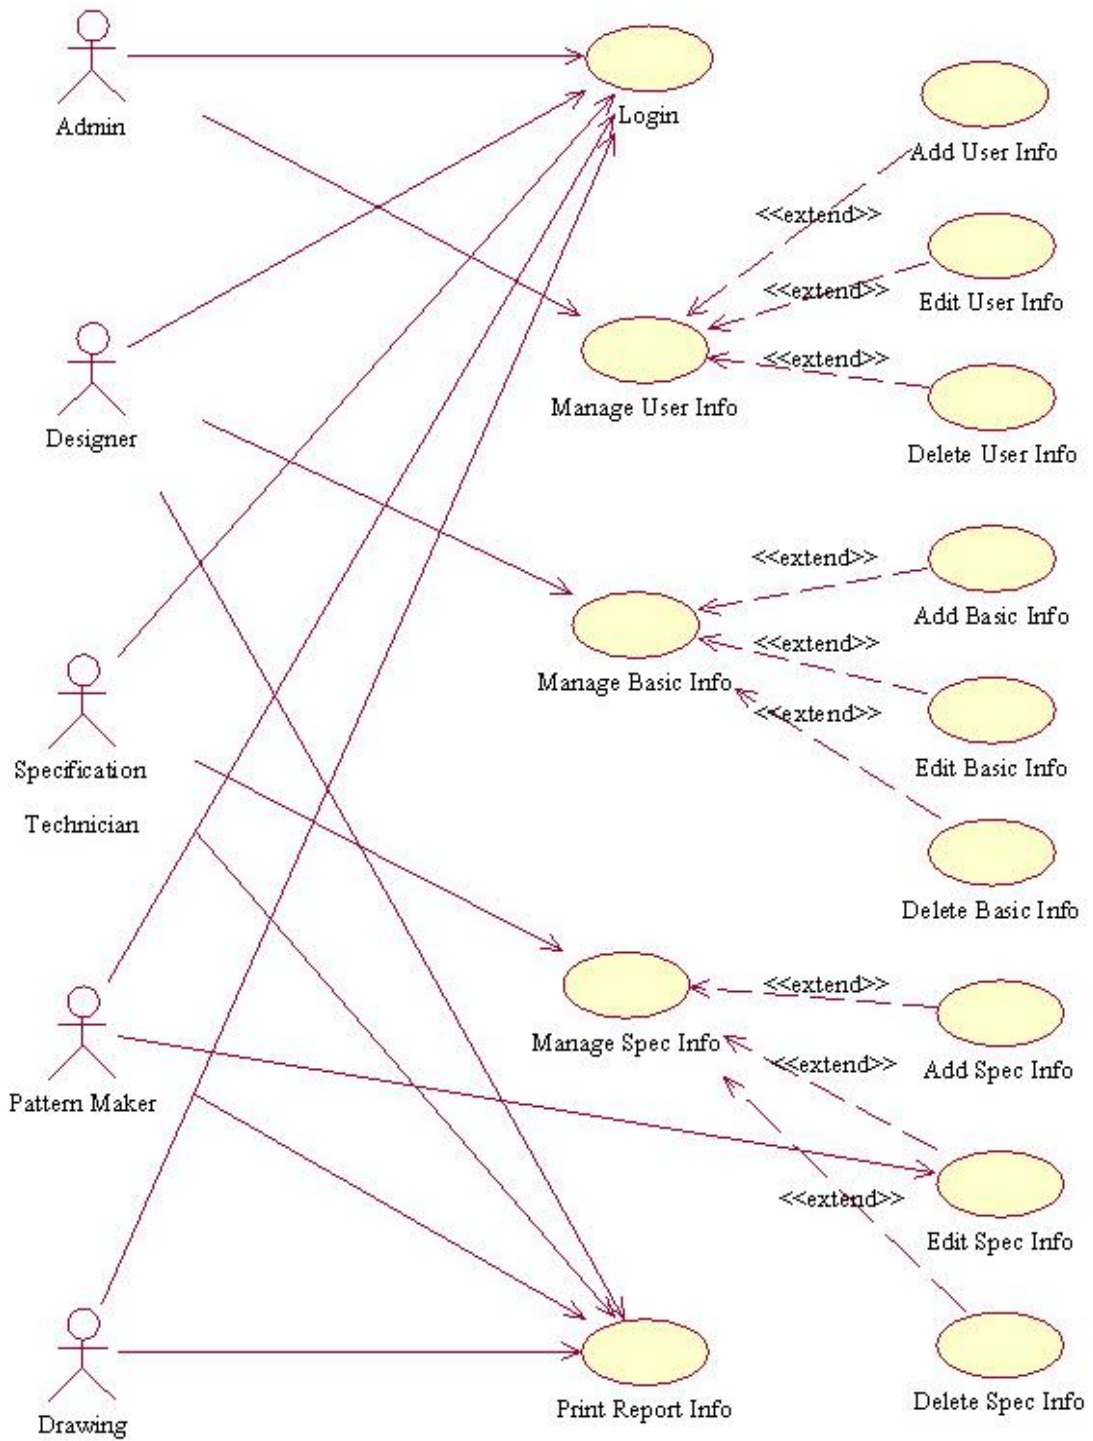 Admin
Login
Add User Info
<<extend>>
<<extend>>
Edit User Info
<<extend>>
Manage User Info
Designer
Delete User Info
<<extend>>
Add Basic Info
<<extend>>
Manage Basic Info
<<extend>>
Edit Basic Info
Specification
Technician
Delete Basic Info
<<extend>>
Manage Spec Info
<<extend>>
Add Spec Info
Pattern Maker
<<extend>>
Edit Spec Info
Delete Spec Info
Print Report Info
Drawing